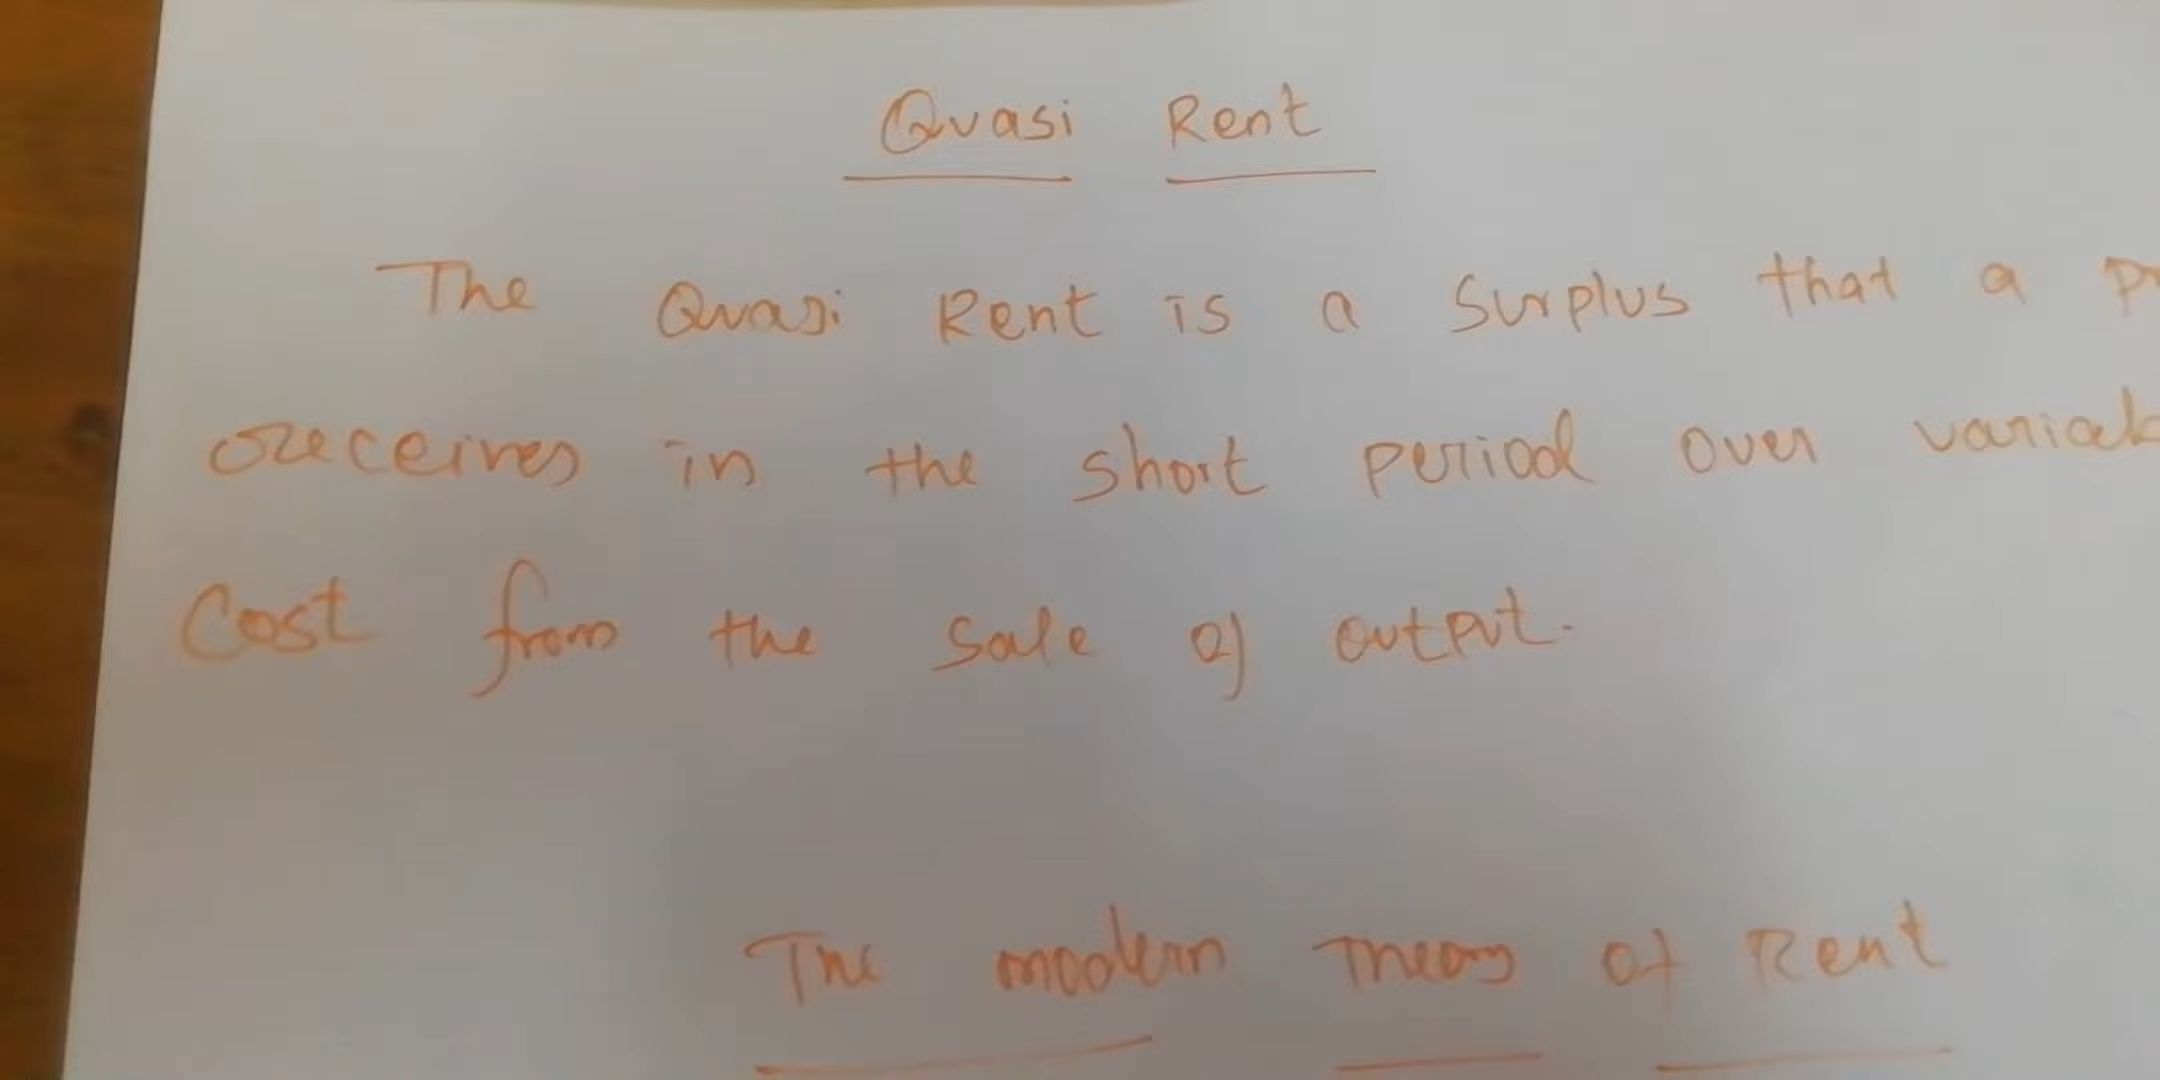 Quasi Rent
The Quasi Rent is a Surplus that a
receives in the short period over
Cost from the sale of output.
The modern Theory of Rent